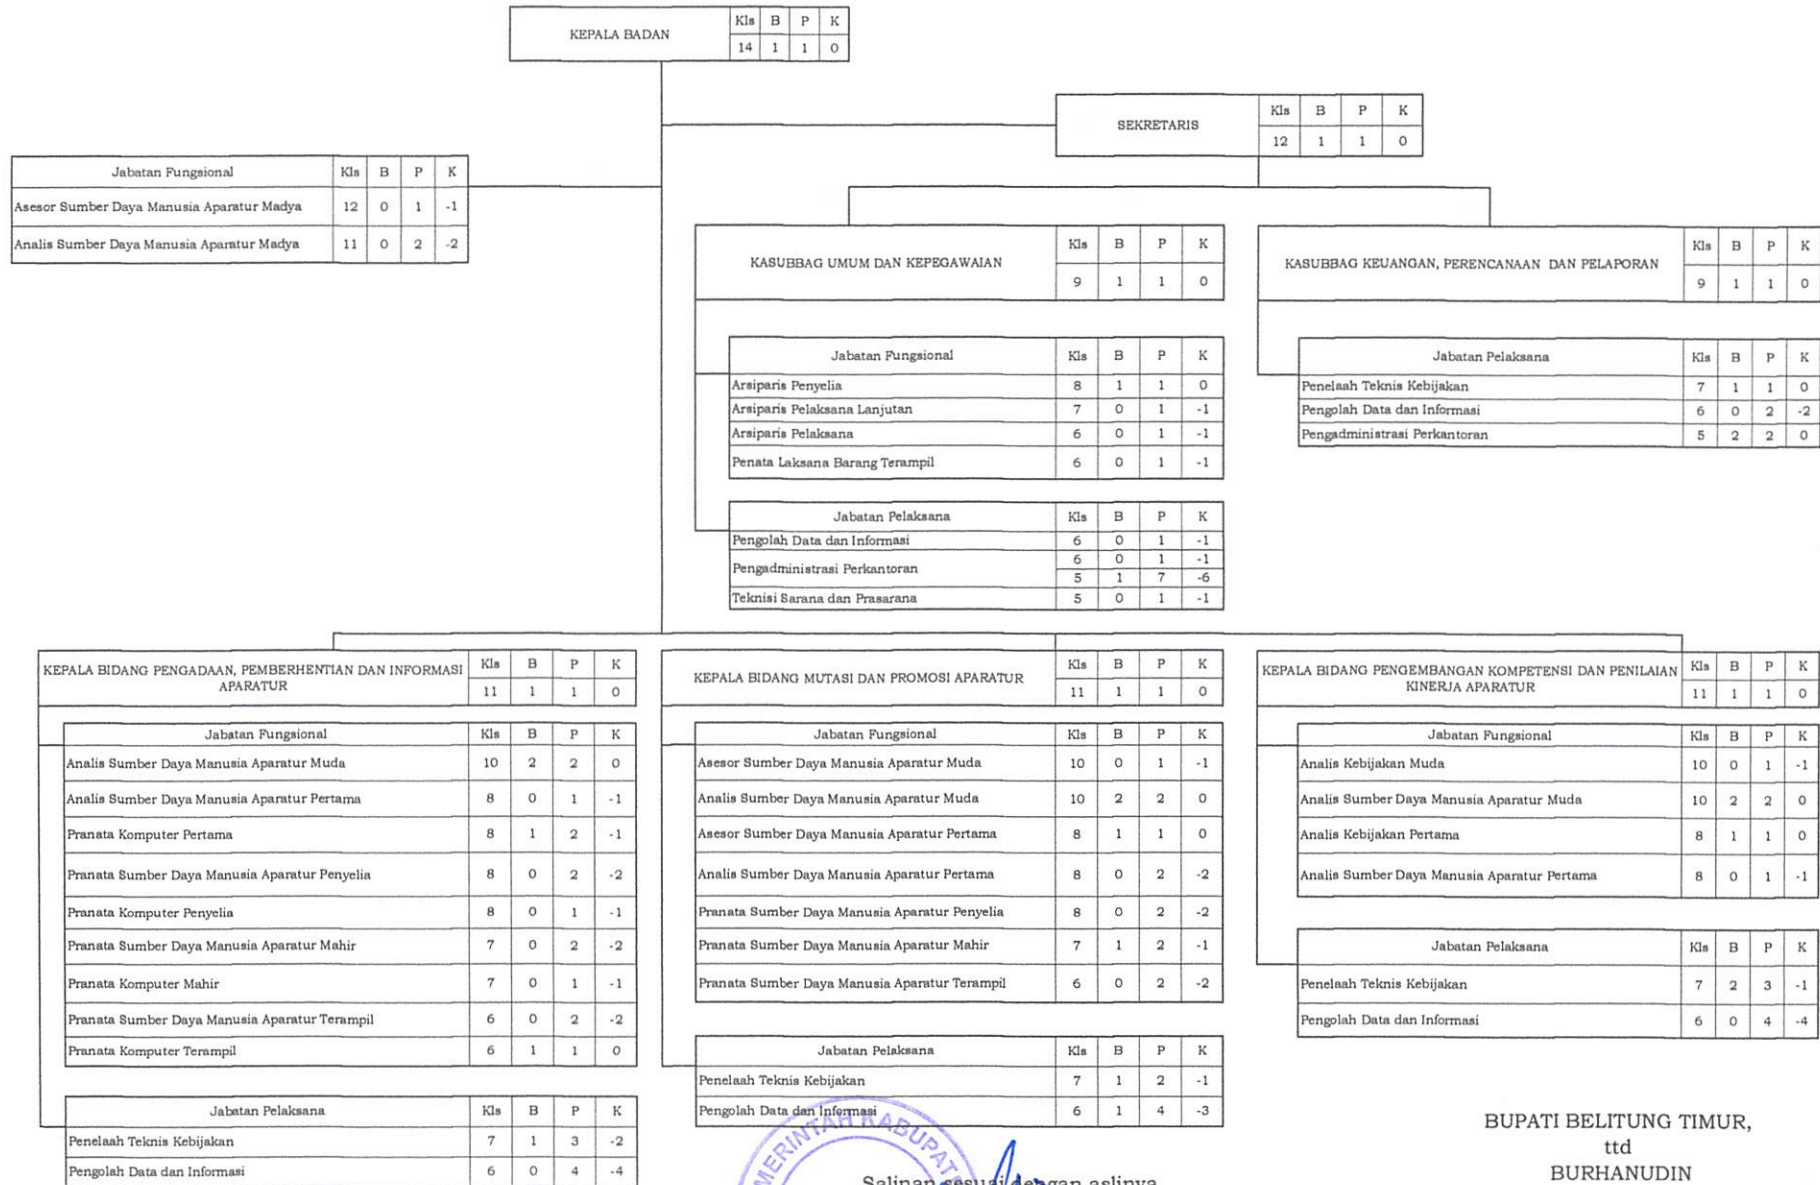 KEPALA BADAN Kls B P K
14 1 1 0
SEKRETARIS Kls B P K
12 1 1 0
Jabatan Fungsional Kls B P K
Asesor Sumber Daya Manusia Aparatur Madya 12 0 1 -1
Analis Sumber Daya Manusia Aparatur Madya 11 0 2 -2
KASUBBAG UMUM DAN KEPEGAWAIAN Kls B P K
9 1 1 0
Jabatan Fungsional Kls B P K
Arsiparis Penyelia 8 1 1 0
Arsiparis Pelaksana Lanjutan 7 0 1 -1
Arsiparis Pelaksana 6 0 1 -1
Penata Laksana Barang Terampil 6 0 1 -1
Jabatan Pelaksana Kls B P K
Pengolah Data dan Informasi 6 0 1 -1
Pengadministrasi Perkantoran 6 0 1 -1
5 1 7 -6
Teknisi Sarana dan Prasarana 5 0 1 -1
KASUBBAG KEUANGAN, PERENCANAAN DAN PELAPORAN Kls B P K
9 1 1 0
Jabatan Pelaksana Kls B P K
Penelaah Teknis Kebijakan 7 1 1 0
Pengolah Data dan Informasi 6 0 2 -2
Pengadministrasi Perkantoran 5 2 2 0
KEPALA BIDANG PENGADAAN, PEMBERHENTIAN DAN INFORMASI
APARATUR Kls B P K
11 1 1 0
Jabatan Fungsional Kls B P K
Analis Sumber Daya Manusia Aparatur Muda 10 2 2 0
Analis Sumber Daya Manusia Aparatur Pertama 8 0 1 -1
Pranata Komputer Pertama 8 1 2 -1
Pranata Sumber Daya Manusia Aparatur Penyelia 8 0 2 -2
Pranata Komputer Penyelia 8 0 1 -1
Pranata Sumber Daya Manusia Aparatur Mahir 7 0 2 -2
Pranata Komputer Mahir 7 0 1 -1
Pranata Sumber Daya Manusia Aparatur Terampil 6 0 2 -2
Pranata Komputer Terampil 6 1 1 0
Jabatan Pelaksana Kls B P K
Penelaah Teknis Kebijakan 7 1 3 -2
Pengolah Data dan Informasi 6 0 4 -4
KEPALA BIDANG MUTASI DAN PROMOSI APARATUR Kls B P K
11 1 1 0
Jabatan Fungsional Kls B P K
Asesor Sumber Daya Manusia Aparatur Muda 10 0 1 -1
Analis Sumber Daya Manusia Aparatur Muda 10 2 2 0
Asesor Sumber Daya Manusia Aparatur Pertama 8 1 1 0
Analis Sumber Daya Manusia Aparatur Pertama 8 0 2 -2
Pranata Sumber Daya Manusia Aparatur Penyelia 8 0 2 -2
Pranata Sumber Daya Manusia Aparatur Mahir 7 1 2 -1
Pranata Sumber Daya Manusia Aparatur Terampil 6 0 2 -2
Jabatan Pelaksana Kls B P K
Penelaah Teknis Kebijakan 7 1 2 -1
Pengolah Data dan Informasi 6 1 4 -3
KEPALA BIDANG PENGEMBANGAN KOMPETENSI DAN PENILAIAN
KINERJA APARATUR Kls B P K
11 1 1 0
Jabatan Fungsional Kls B P K
Analis Kebijakan Muda 10 0 1 -1
Analis Sumber Daya Manusia Aparatur Muda 10 2 2 0
Analis Kebijakan Pertama 8 1 1 0
Analis Sumber Daya Manusia Aparatur Pertama 8 0 1 -1
Jabatan Pelaksana Kls B P K
Penelaah Teknis Kebijakan 7 2 3 -1
Pengolah Data dan Informasi 6 0 4 -4
Salinan sesuai dengan aslinya
BUPATI BELITUNG TIMUR,
ttd
BURHANUDIN